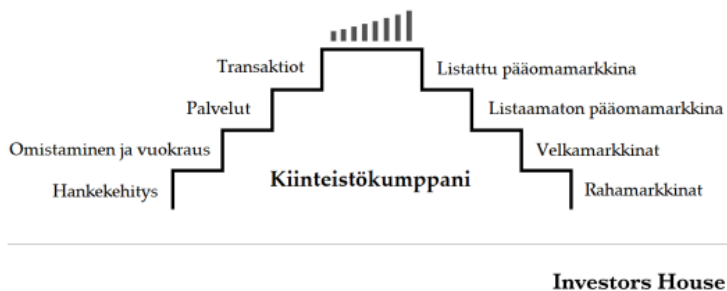 Transaktiot
Listattu pääomamarkkina
Palvelut
Listaamaton pääomamarkkina
Omistaminen ja vuokraus
Velkamarkkinat
Hankekehitys
Kiinteistökumppani
Rahamarkkinat
Investors House